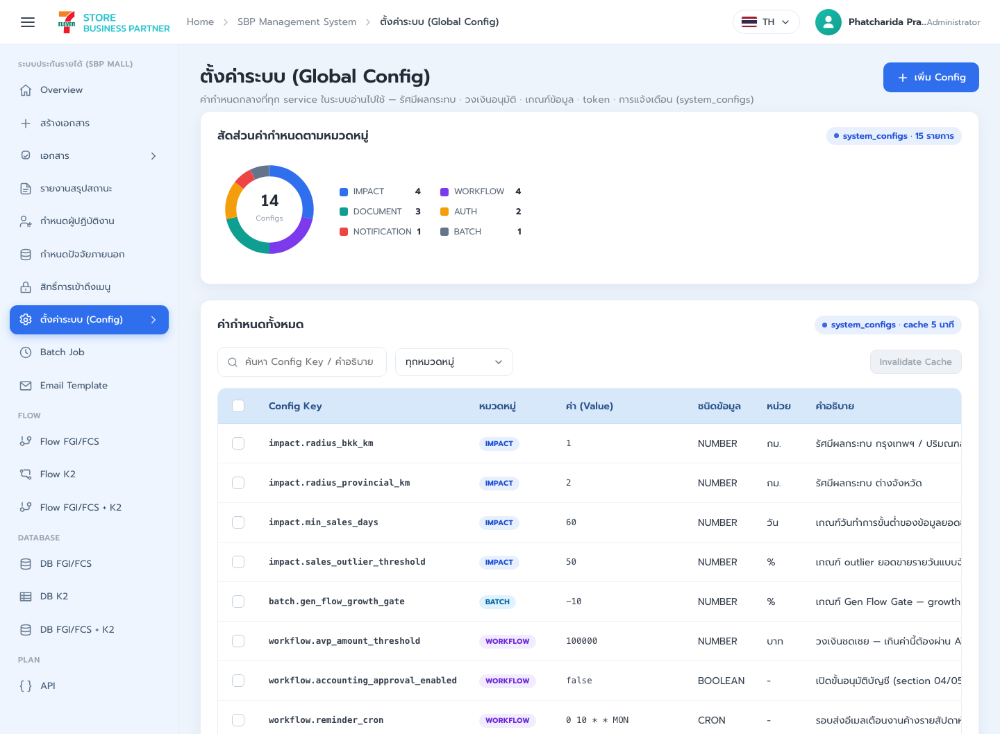 7 ELEVEN
STORE
BUSINESS PARTNER
Home > SBP Management System > ตั้งค่าระบบ (Global Config)
TH
Phatcharida Pra... Administrator
ระบบประกันรายได้ (SBP MALL)
Overview
สร้างเอกสาร
เอกสาร
รายงานสรุปสถานะ
กำหนดผู้ปฏิบัติงาน
กำหนดปัจจัยภายนอก
สิทธิ์การเข้าถึงเมนู
ตั้งค่าระบบ (Config)
Batch Job
Email Template
FLOW
Flow FGI/FCS
Flow K2
Flow FGI/FCS + K2
DATABASE
DB FGI/FCS
DB K2
DB FGI/FCS + K2
PLAN
API
ตั้งค่าระบบ (Global Config)
+ เพิ่ม Config
ค่ากำหนดกลางที่ทุก service ในระบบอ่านไปใช้ — รัศมีผลกระทบ · วงเงินอนุมัติ · เกณฑ์ข้อมูล · token · การแจ้งเตือน (system_configs)
สัดส่วนค่ากำหนดตามหมวดหมู่
system_configs · 15 รายการ
14
Configs
IMPACT 4 WORKFLOW 4
DOCUMENT 3 AUTH 2
NOTIFICATION 1 BATCH 1
ค่ากำหนดทั้งหมด
system_configs · cache 5 นาที
ค้นหา Config Key / คำอธิบาย
ทุกหมวดหมู่
Invalidate Cache
Config Key หมวดหมู่ ค่า (Value) ชนิดข้อมูล หน่วย คำอธิบาย
impact.radius_bkk_km IMPACT 1 NUMBER กม. รัศมีผลกระทบ กรุงเทพฯ / ปริมณฑล
impact.radius_provincial_km IMPACT 2 NUMBER กม. รัศมีผลกระทบ ต่างจังหวัด
impact.min_sales_days IMPACT 60 NUMBER วัน เกณฑ์วันทำการขั้นต่ำของข้อมูลยอด
impact.sales_outlier_threshold IMPACT 50 NUMBER % เกณฑ์ outlier ยอดขายรายวันแบบ
batch.gen_flow_growth_gate BATCH −10 NUMBER % เกณฑ์ Gen Flow Gate — growth
workflow.avp_amount_threshold WORKFLOW 100000 NUMBER บาท วงเงินชดเชย — เกินค่านี้ต้องผ่าน A
workflow.accounting_approval_enabled WORKFLOW false BOOLEAN - เปิดขั้นอนุมัติบัญชี (section 04/05
workflow.reminder_cron WORKFLOW 0 10 * * MON CRON - รอบส่งอีเมลเตือนงานค้างรายสัปดาห์